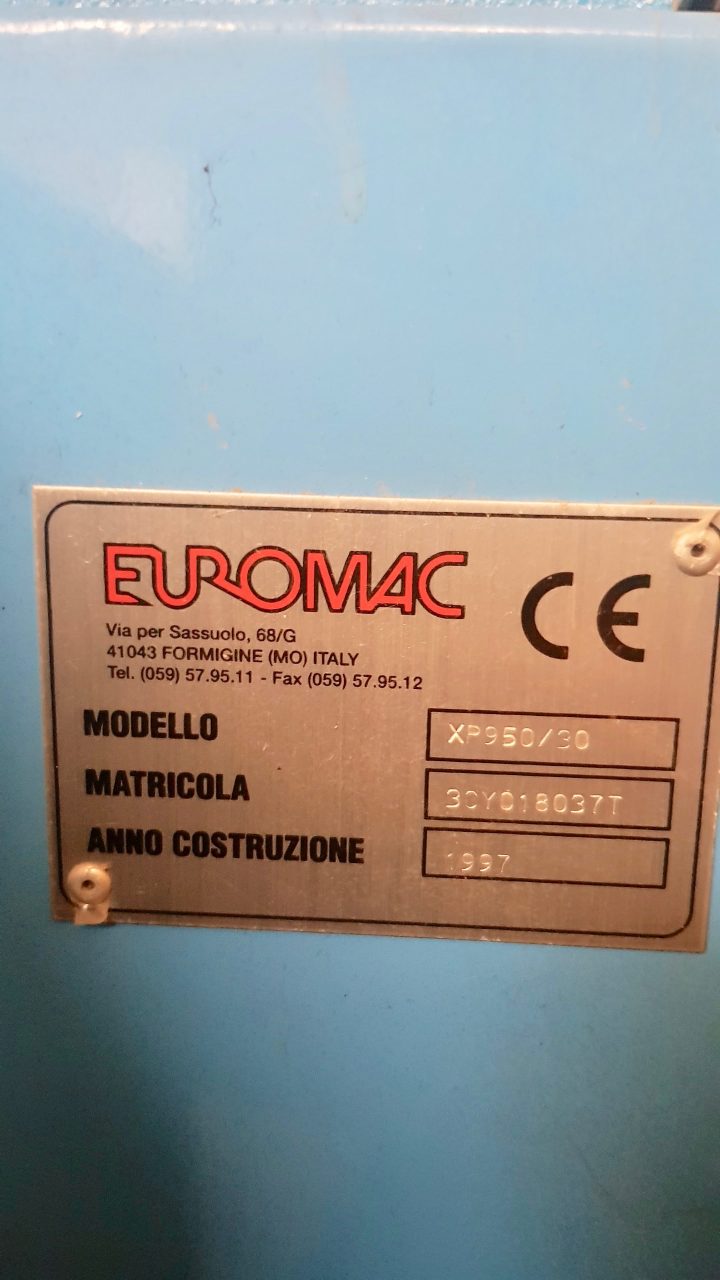 EUROMAC
CE
Via per Sassuolo, 68/G
41043 FORMIGINE (MO) ITALY
Tel. (059) 57.95.11 - Fax (059) 57.95.12
MODELLO XP950/30
MATRICOLA 3CY018037T
ANNO COSTRUZIONE 1997